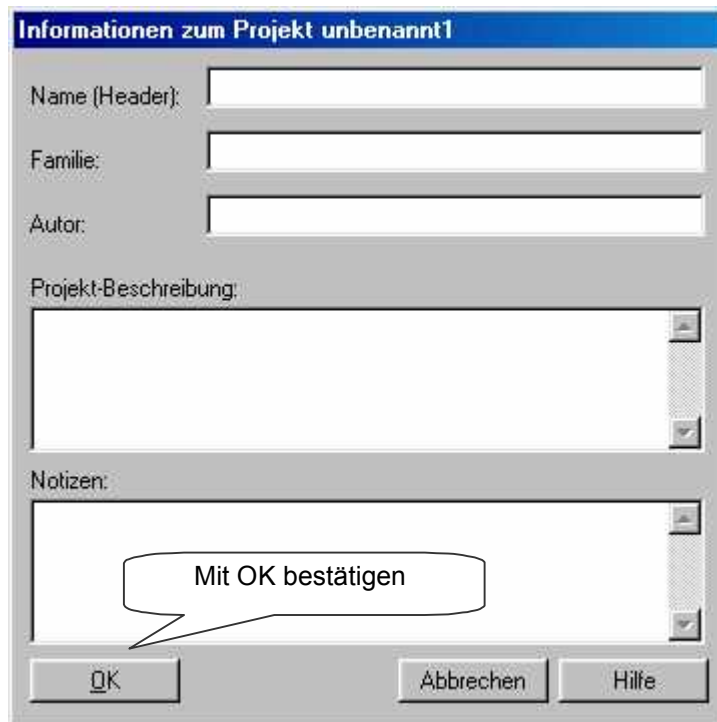 Informationen zum Projekt unbenannt1
Name (Header):
Familie:
Autor:
Projekt-Beschreibung:
Notizen:
Mit OK bestätigen
OK Abbrechen Hilfe